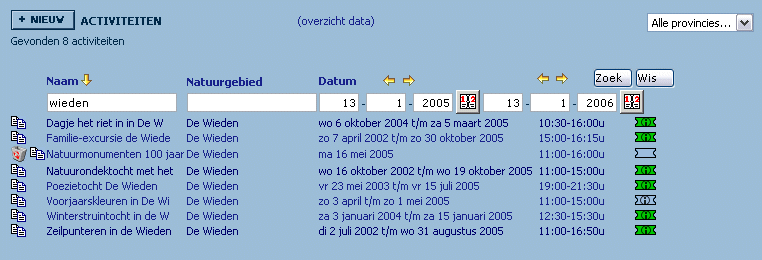 + NIEUW ACTIVITEITEN (overzicht data) Alle provincies...
Gevonden 8 activiteiten
Naam Natuurgebied Datum Zoek Wis
wieden 13 - 1 - 2005 12 13 - 1 - 2006 12
Dagje het riet in in De W De Wieden wo 6 oktober 2004 t/m za 5 maart 2005 10:30-16:00u
Familie-excursie de Wiede De Wieden zo 7 april 2002 t/m zo 30 oktober 2005 15:00-16:15u
Natuurmonumenten 100 jaar De Wieden ma 16 mei 2005 11:00-16:00u
Natuurondektocht met het De Wieden wo 16 oktober 2002 t/m wo 19 oktober 2005 11:00-15:00u
Poezietocht De Wieden De Wieden vr 23 mei 2003 t/m vr 15 juli 2005 19:00-21:30u
Voorjaarskleuren in De Wi De Wieden zo 3 april t/m zo 1 mei 2005 11:00-15:00u
Winterstruintocht in de W De Wieden za 3 januari 2004 t/m za 15 januari 2005 12:30-15:30u
Zeilpunteren in de Wieden De Wieden di 2 juli 2002 t/m wo 31 augustus 2005 11:00-16:50u